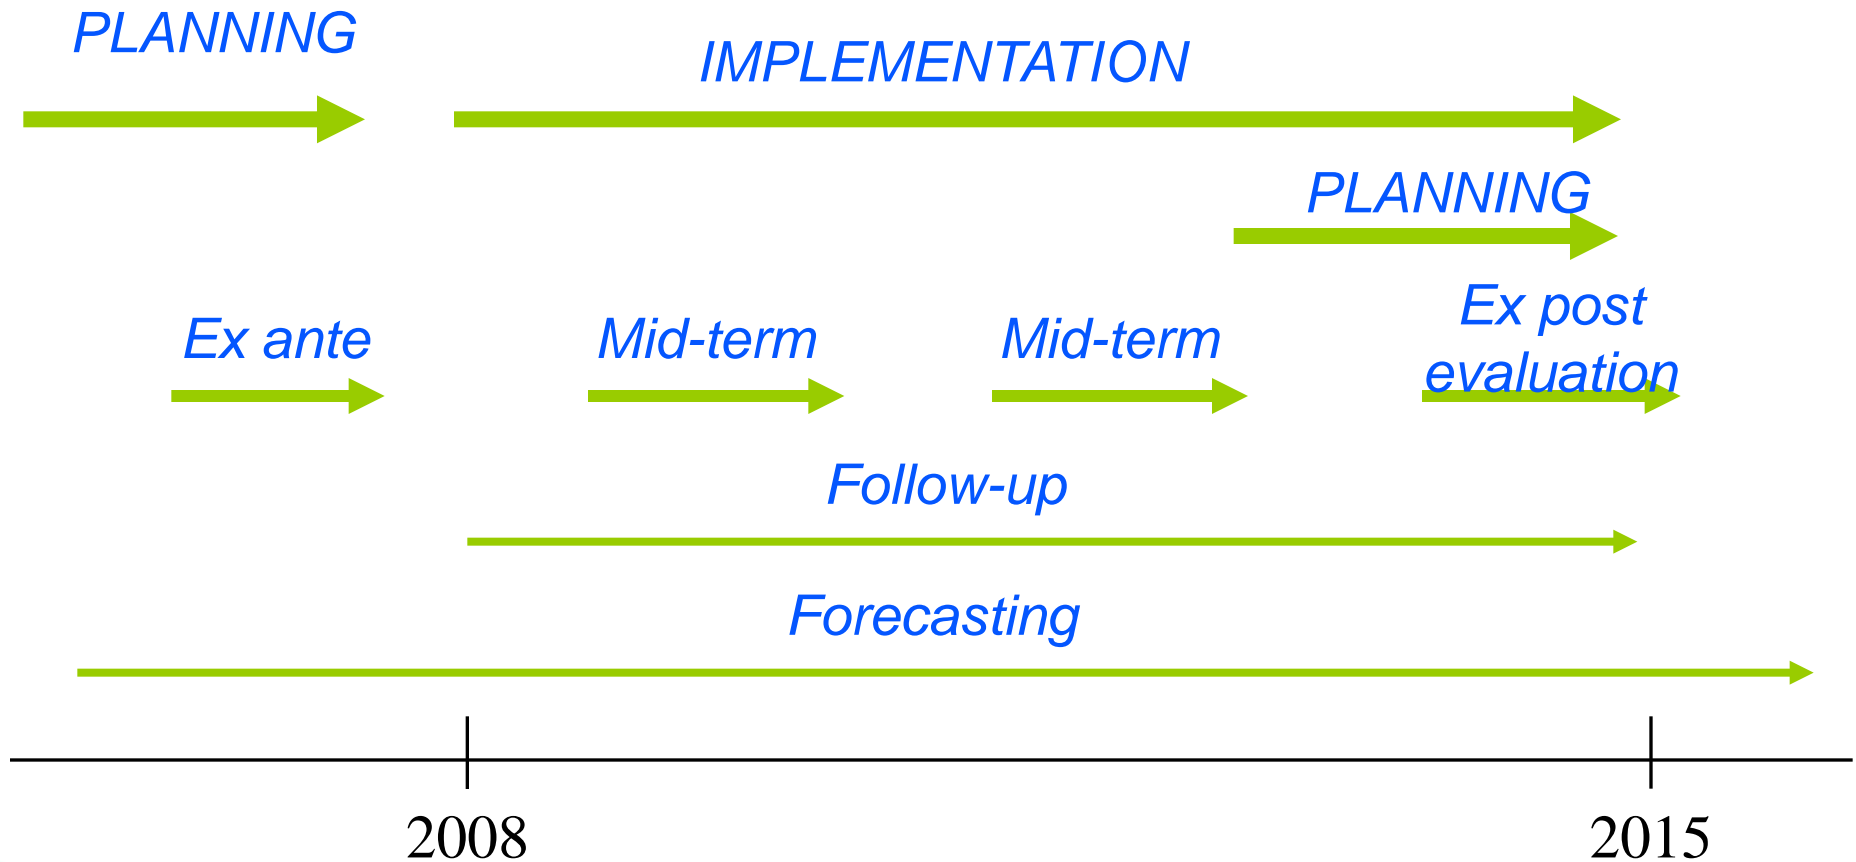 PLANNING
IMPLEMENTATION
PLANNING
Ex ante
Mid-term
Mid-term
Ex post
evaluation
Follow-up
Forecasting
2008
2015